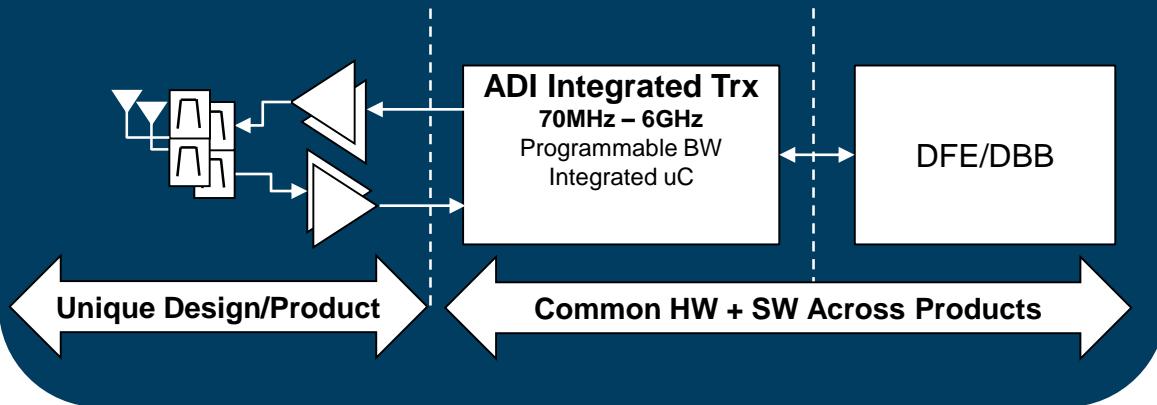 ADI Integrated Trx
70MHz – 6GHz
Programmable BW
Integrated uC
DFE/DBB
Unique Design/Product
Common HW + SW Across Products